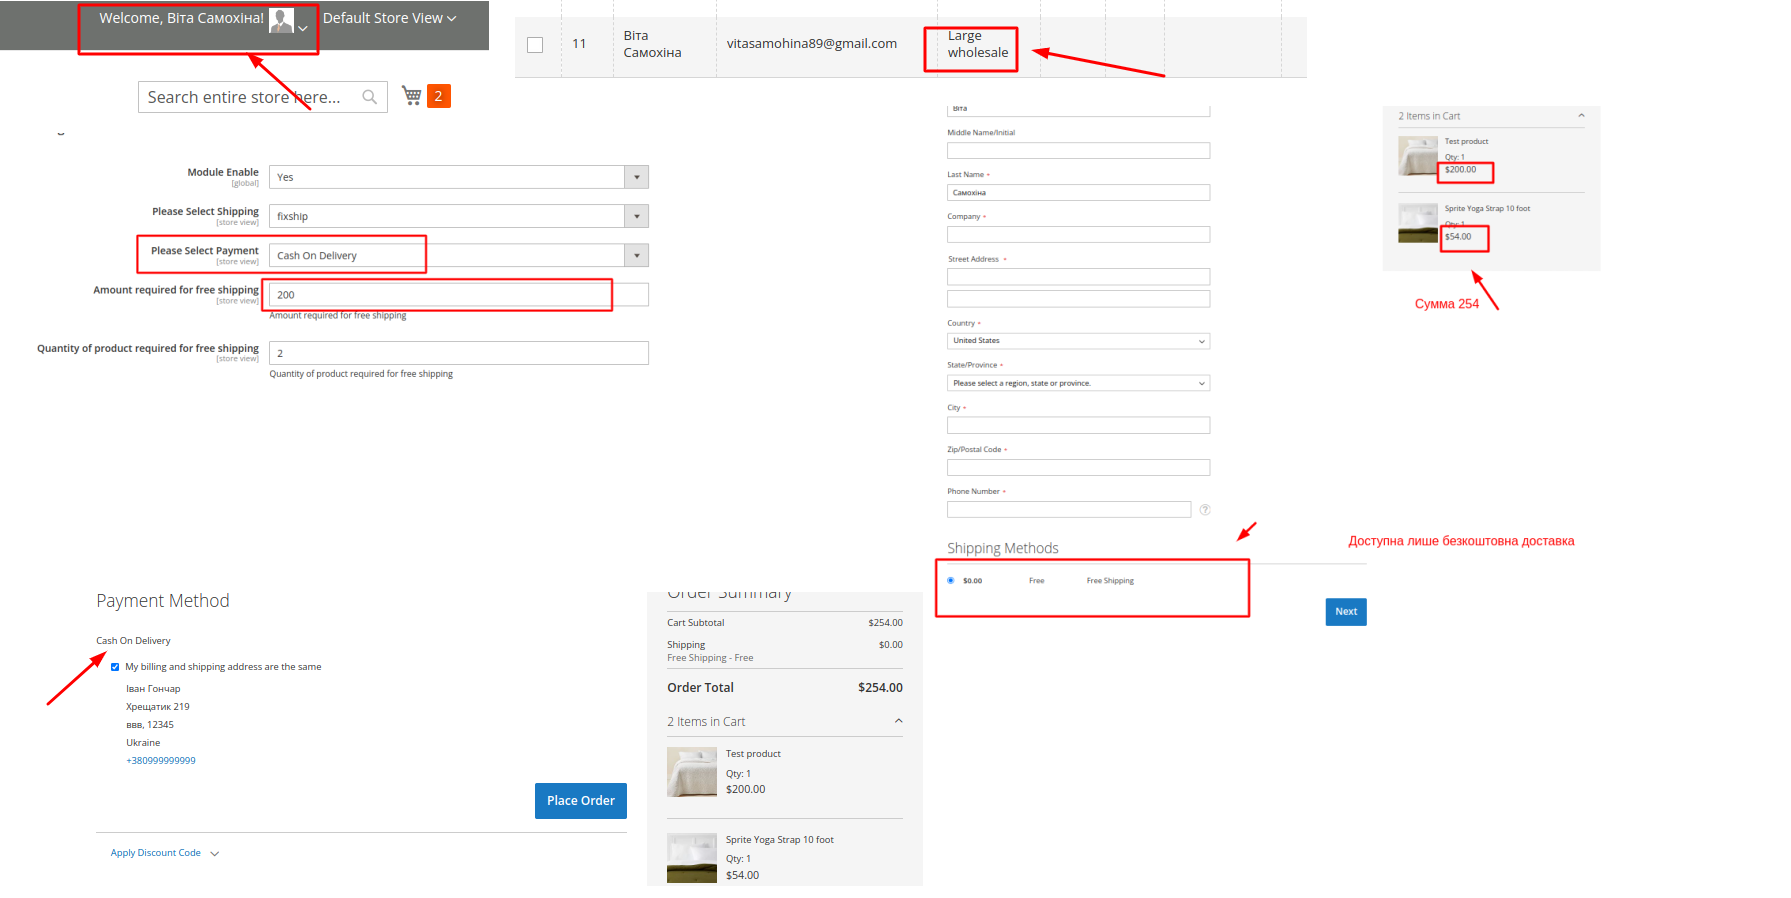 Welcome, Віта Самохіна!
Default Store View
Search entire store here...
2
11
Віта
Самохіна
vitasamohina89@gmail.com
Large
wholesale
Module Enable
[global]
Yes
Please Select Shipping
[store view]
fixship
Please Select Payment
[store view]
Cash On Delivery
Amount required for free shipping
[store view]
200
Amount required for free shipping
Quantity of product required for free shipping
[store view]
2
Quantity of product required for free shipping
Віта
Middle Name/Initial
Last Name *
Самохіна
Company *
Street Address *
Country *
United States
State/Province *
Please select a region, state or province.
City *
Zip/Postal Code *
Phone Number *
?
Shipping Methods
$0.00 Free Free Shipping
Next
2 Items in Cart
Test product
Qty: 1
$200.00
Sprite Yoga Strap 10 foot
Qty: 1
$54.00
Сумма 254
Доступна лише безкоштовна доставка
Payment Method
Cash On Delivery
My billing and shipping address are the same
Іван Гончар
Хрещатик 219
ввв, 12345
Ukraine
+380999999999
Place Order
Apply Discount Code
Order Summary
Cart Subtotal $254.00
Shipping $0.00
Free Shipping - Free
Order Total $254.00
2 Items in Cart
Test product
Qty: 1
$200.00
Sprite Yoga Strap 10 foot
Qty: 1
$54.00